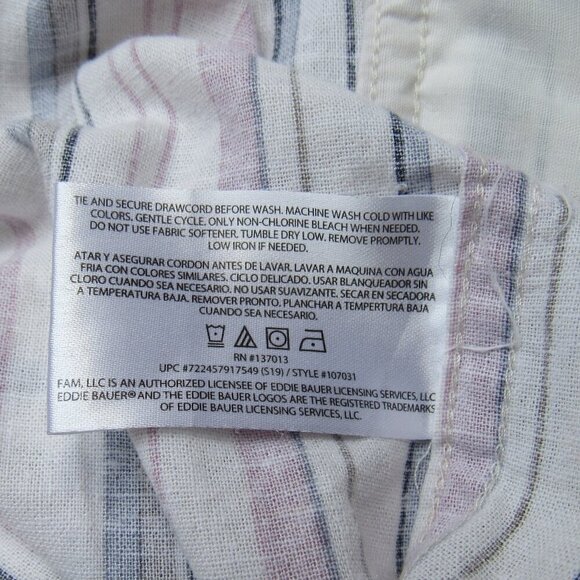 TIE AND SECURE DRAWCORD BEFORE WASH. MACHINE WASH COLD WITH LIKE
COLORS. GENTLE CYCLE. ONLY NON-CHLORINE BLEACH WHEN NEEDED.
DO NOT USE FABRIC SOFTENER. TUMBLE DRY LOW. REMOVE PROMPTLY.
LOW IRON IF NEEDED.
ATAR Y ASEGURAR CORDON ANTES DE LAVAR. LAVAR A MAQUINA CON AGUA
FRIA CON COLORES SIMILARES. CICLO DELICADO. USAR BLANQUEADOR SIN
CLORO CUANDO SEA NECESARIO. NO USAR SUAVIZANTE. SECAR EN SECADORA
A TEMPERATURA BAJA. REMOVER PRONTO. PLANCHAR A TEMPERTURA BAJA
CUANDO SEA NECESARIO.
RN #137013
UPC #722457917549 (S19) / STYLE #107031
FAM, LLC IS AN AUTHORIZED LICENSEE OF EDDIE BAUER LICENSING SERVICES, LLC
EDDIE BAUER® AND THE EDDIE BAUER LOGOS ARE THE REGISTERED TRADEMARKS
OF EDDIE BAUER LICENSING SERVICES, LLC.